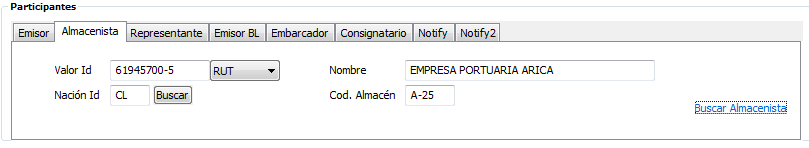 Participantes
Emisor Almacenista Representante Emisor BL Embarcador Consignatario Notify Notify2
Valor Id 61945700-5 RUT Nombre EMPRESA PORTUARIA ARICA
Nación Id CL Buscar Cod. Almacén A-25
Buscar Almacenista